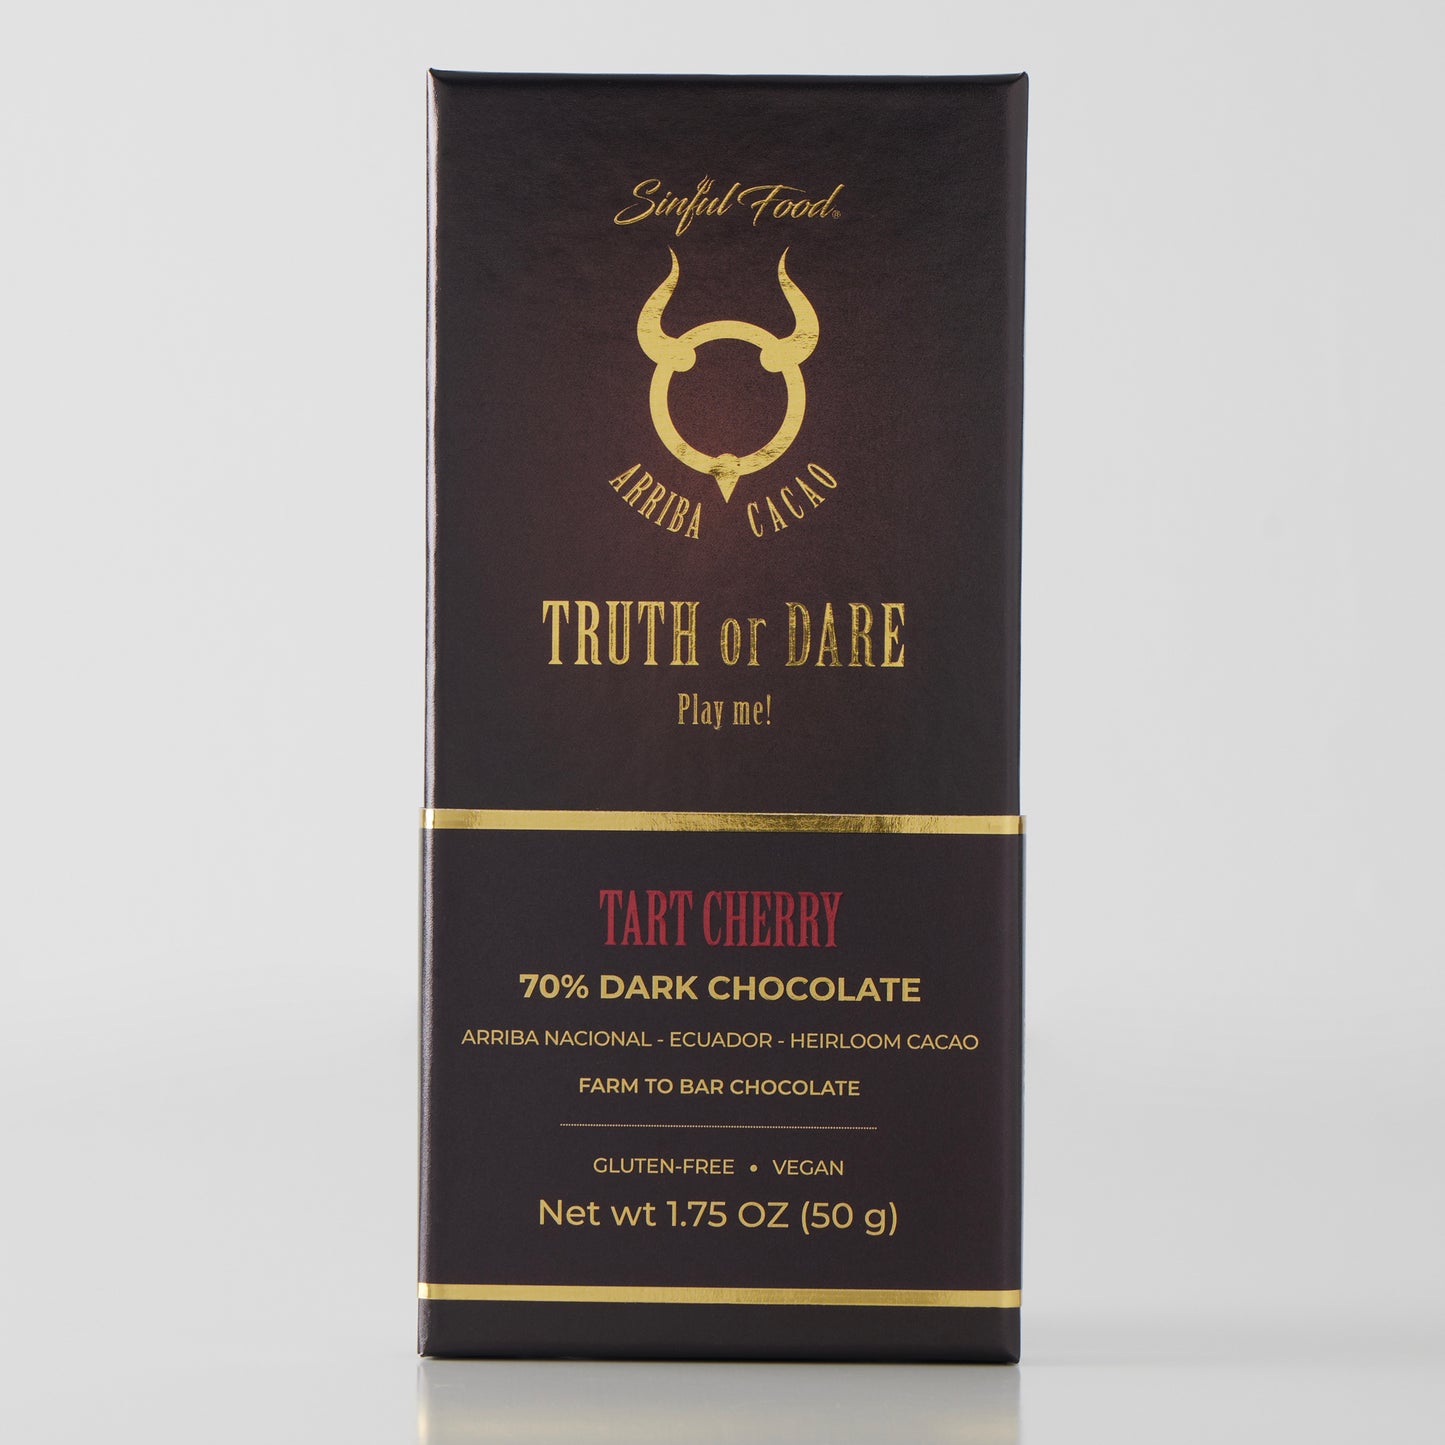 Sinful Food®
ARRIBA CACAO
TRUTH or DARE
Play me!
TART CHERRY
70% DARK CHOCOLATE
ARRIBA NACIONAL - ECUADOR - HEIRLOOM CACAO
FARM TO BAR CHOCOLATE
GLUTEN-FREE • VEGAN
Net wt 1.75 OZ (50 g)